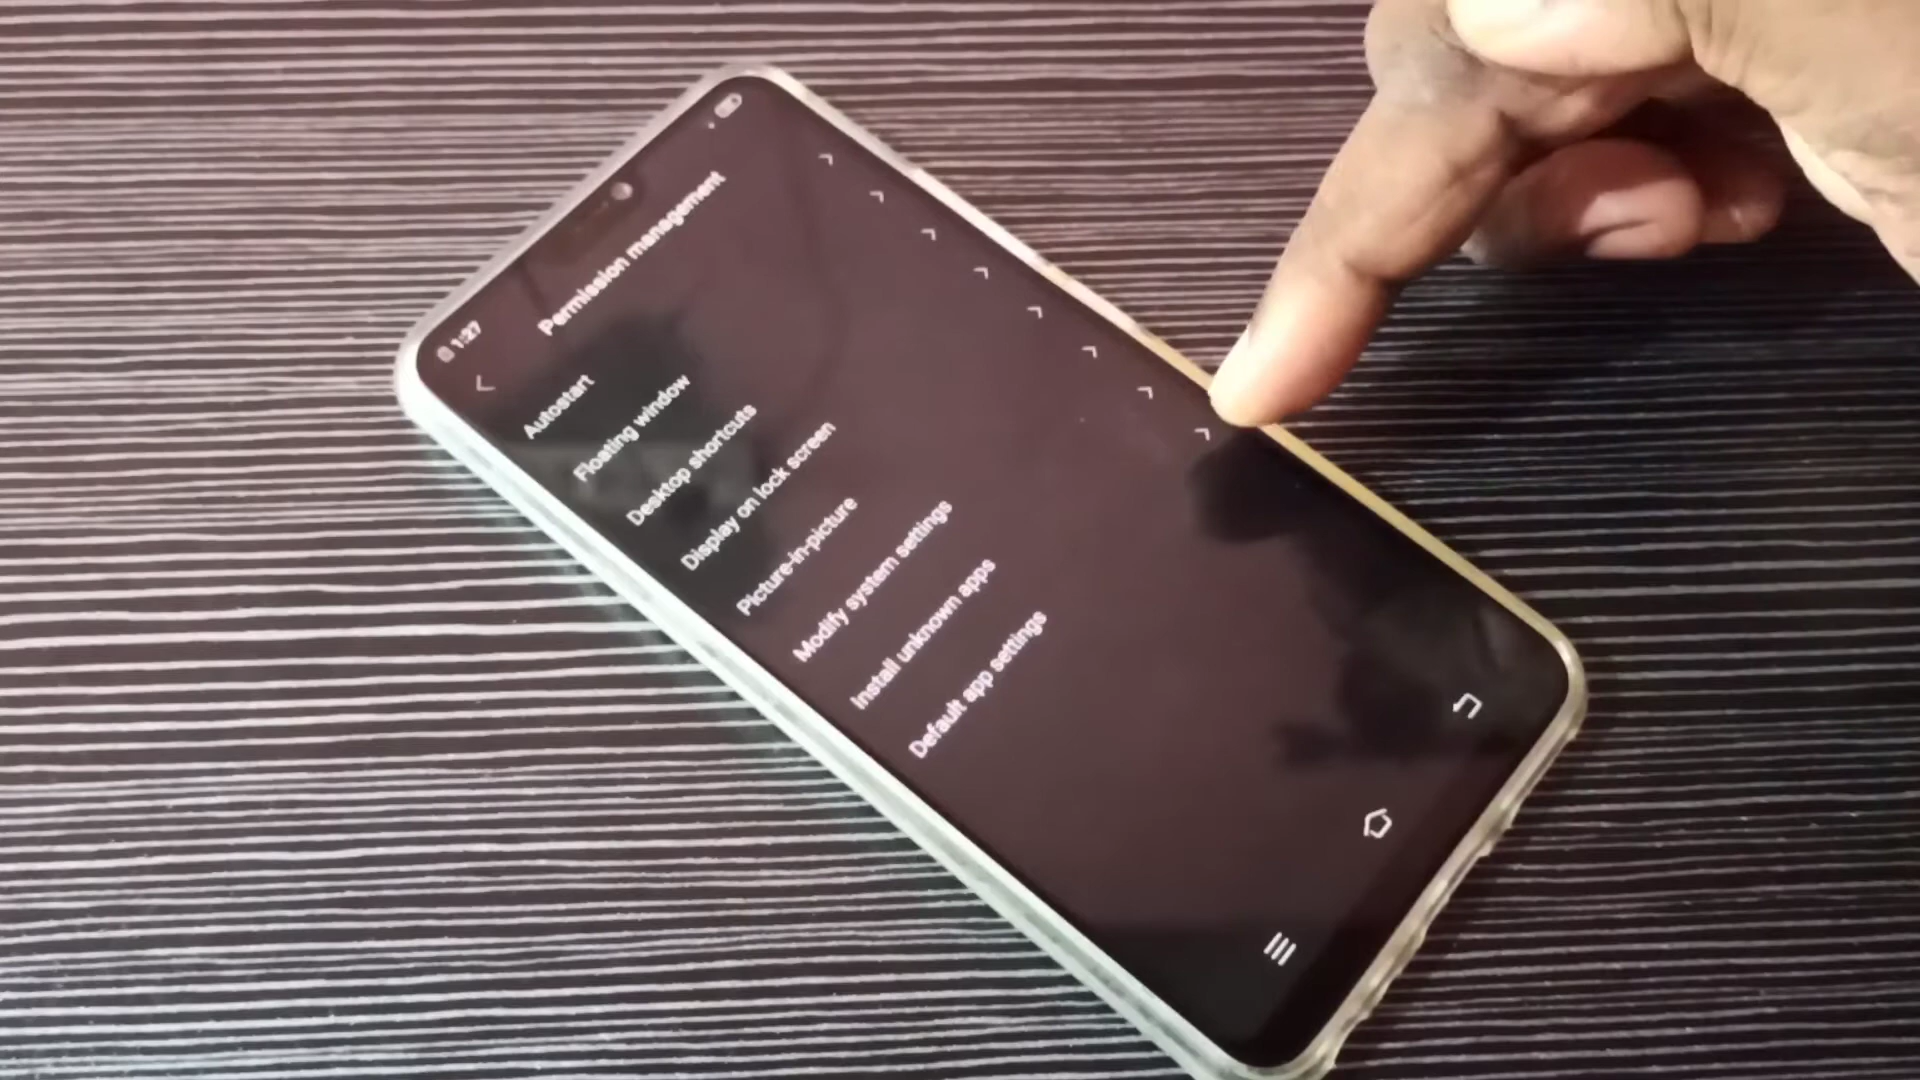 1:27
Permission management
Autostart
Floating window
Desktop shortcuts
Display on lock screen
Picture-in-picture
Modify system settings
Install unknown apps
Default app settings